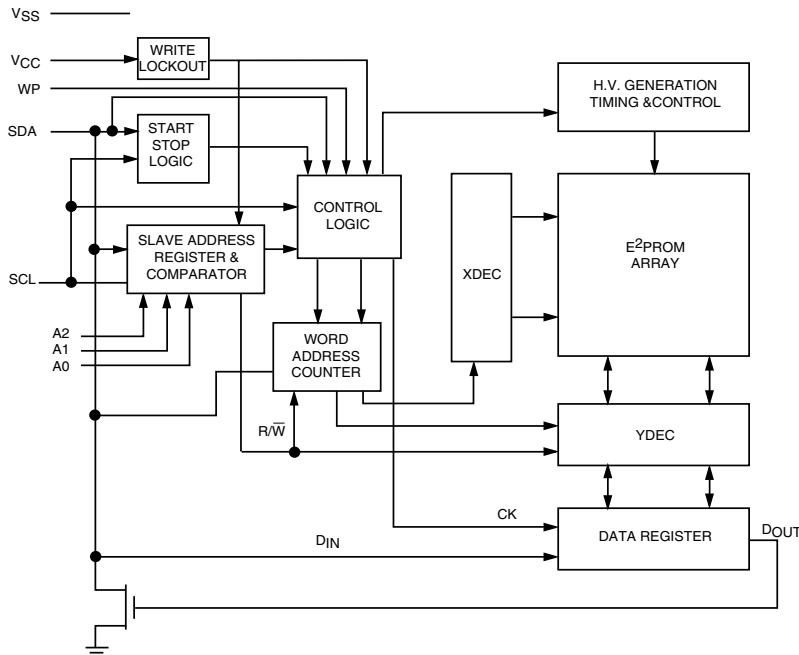 VSS
VCC
WRITE
LOCKOUT
WP
H.V. GENERATION
TIMING &CONTROL
SDA
START
STOP
LOGIC
CONTROL
LOGIC
SLAVE ADDRESS
REGISTER &
COMPARATOR
XDEC
E²PROM
ARRAY
SCL
A2
A1
A0
WORD
ADDRESS
COUNTER
R/W̅
YDEC
CK
DIN
DATA REGISTER
DOUT